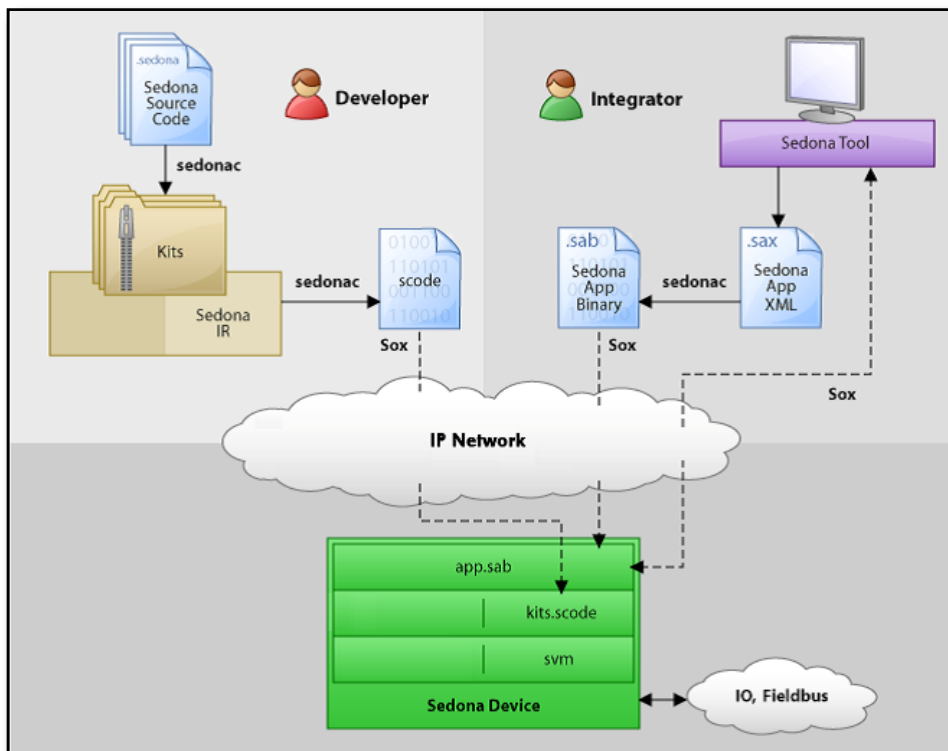 .sedona
Sedona
Source
Code
Developer
Integrator
Sedona Tool
sedonac
Kits
Sedona
IR
sedonac
01001
110101
scode
001100
110010
Sox
.sab
Sedona
App
Binary
110010
Sox
sedonac
.sax
Sedona
App
XML
Sox
IP Network
app.sab
kits.scode
svm
Sedona Device
IO, Fieldbus